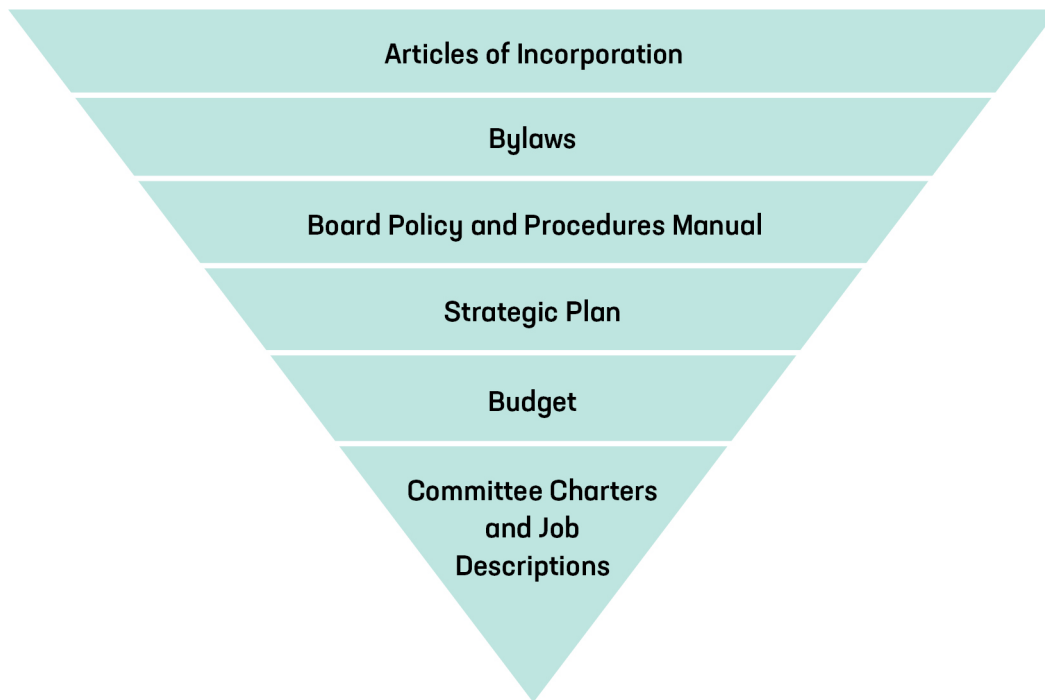 Articles of Incorporation
Bylaws
Board Policy and Procedures Manual
Strategic Plan
Budget
Committee Charters
and Job
Descriptions